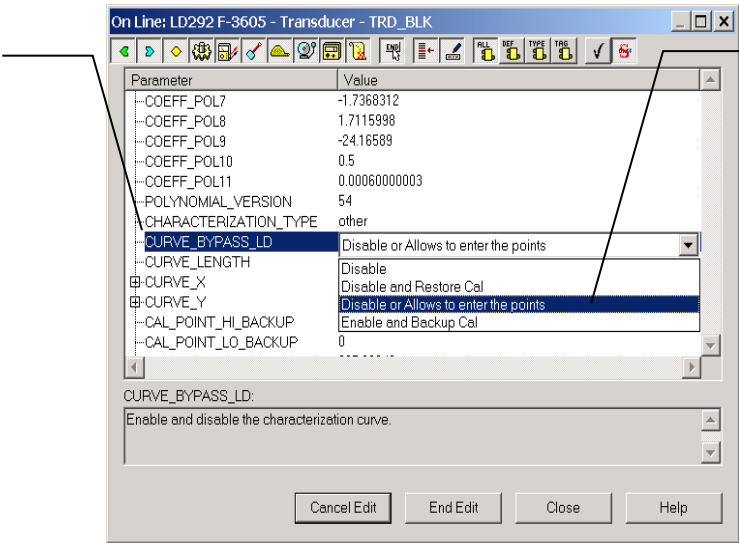 On Line: LD292 F-3605 - Transducer - TRD_BLK
END
ALL DEF TYPE TAG
Parameter Value
COEFF_POL7 -1.7368312
COEFF_POL8 1.7115998
COEFF_POL9 -24.16589
COEFF_POL10 0.5
COEFF_POL11 0.00060000003
POLYNOMIAL_VERSION 54
CHARACTERIZATION_TYPE other
CURVE_BYPASS_LD Disable or Allows to enter the points
CURVE_LENGTH Disable
CURVE_X Disable and Restore Cal
CURVE_Y Disable or Allows to enter the points
CAL_POINT_HI_BACKUP Enable and Backup Cal
CAL_POINT_LO_BACKUP 0
CURVE_BYPASS_LD:
Enable and disable the characterization curve.
Cancel Edit End Edit Close Help